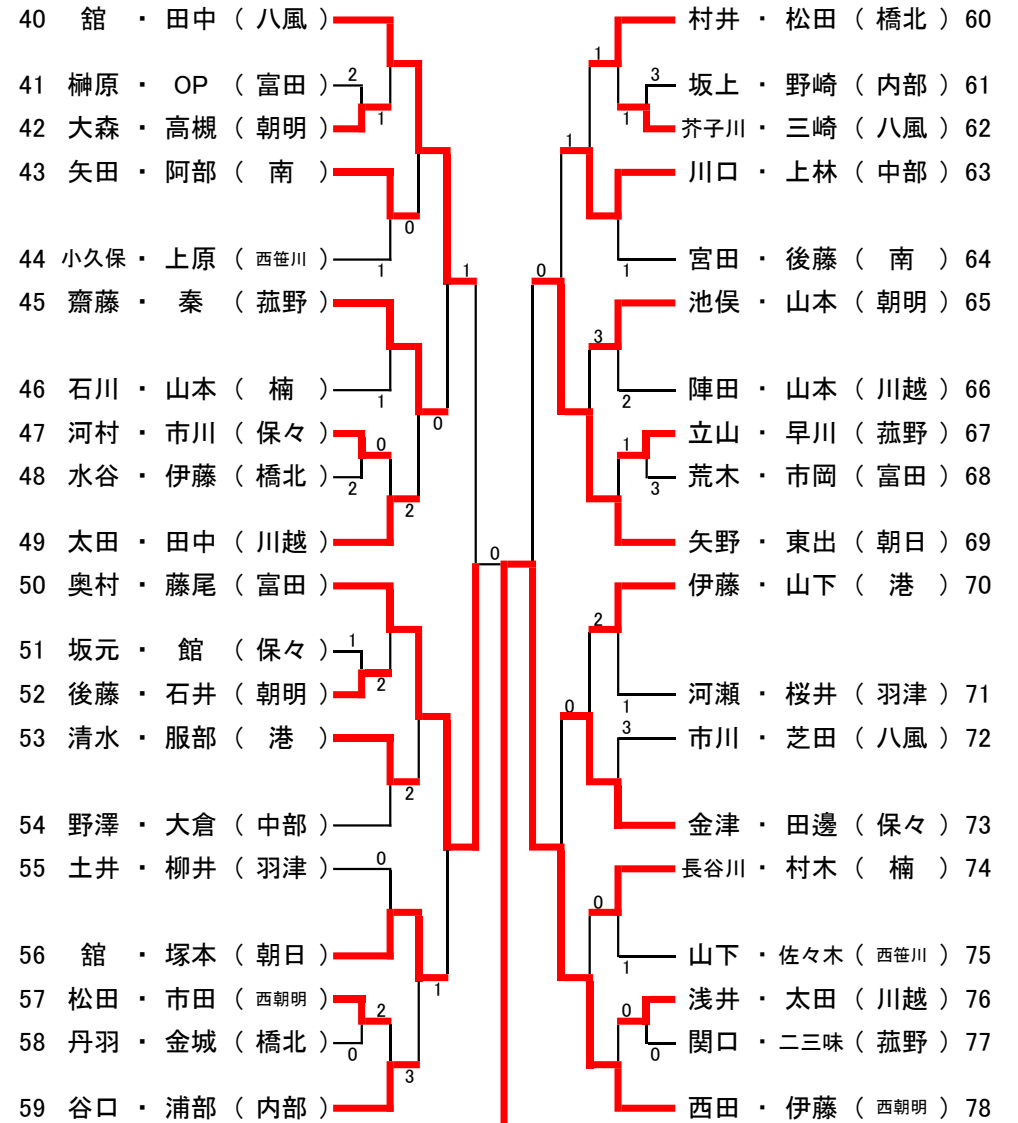 40 舘 ・ 田中 ( 八風 )
41 榊原 ・ OP ( 富田 ) 2
42 大森 ・ 高槻 ( 朝明 ) 1
43 矢田 ・ 阿部 ( 南 )
0
44 小久保 ・ 上原 ( 西笹川 ) 1
1
45 齋藤 ・ 秦 ( 菰野 )
46 石川 ・ 山本 ( 楠 ) 1
0
47 河村 ・ 市川 ( 保々 ) 0
48 水谷 ・ 伊藤 ( 橋北 ) 2
2
49 太田 ・ 田中 ( 川越 )
0
50 奥村 ・ 藤尾 ( 富田 )
51 坂元 ・ 館 ( 保々 ) 1
52 後藤 ・ 石井 ( 朝明 ) 2
53 清水 ・ 服部 ( 港 )
2
54 野澤 ・ 大倉 ( 中部 )
55 土井 ・ 柳井 ( 羽津 ) 0
56 舘 ・ 塚本 ( 朝日 )
1
57 松田 ・ 市田 ( 西朝明 ) 2
58 丹羽 ・ 金城 ( 橋北 ) 0
3
59 谷口 ・ 浦部 ( 内部 )
村井 ・ 松田 ( 橋北 ) 60
1
3 坂上 ・ 野崎 ( 内部 ) 61
1 芥子川 ・ 三崎 ( 八風 ) 62
1
川口 ・ 上林 ( 中部 ) 63
1 宮田 ・ 後藤 ( 南 ) 64
0
池俣 ・ 山本 ( 朝明 ) 65
3
2 陣田 ・ 山本 ( 川越 ) 66
1 立山 ・ 早川 ( 菰野 ) 67
3 荒木 ・ 市岡 ( 富田 ) 68
矢野 ・ 東出 ( 朝日 ) 69
伊藤 ・ 山下 ( 港 ) 70
2
1 河瀬 ・ 桜井 ( 羽津 ) 71
0
3 市川 ・ 芝田 ( 八風 ) 72
金津 ・ 田邊 ( 保々 ) 73
長谷川 ・ 村木 ( 楠 ) 74
0
1 山下 ・ 佐々木 ( 西笹川 ) 75
0 浅井 ・ 太田 ( 川越 ) 76
0 関口 ・ 二三味 ( 菰野 ) 77
西田 ・ 伊藤 ( 西朝明 ) 78